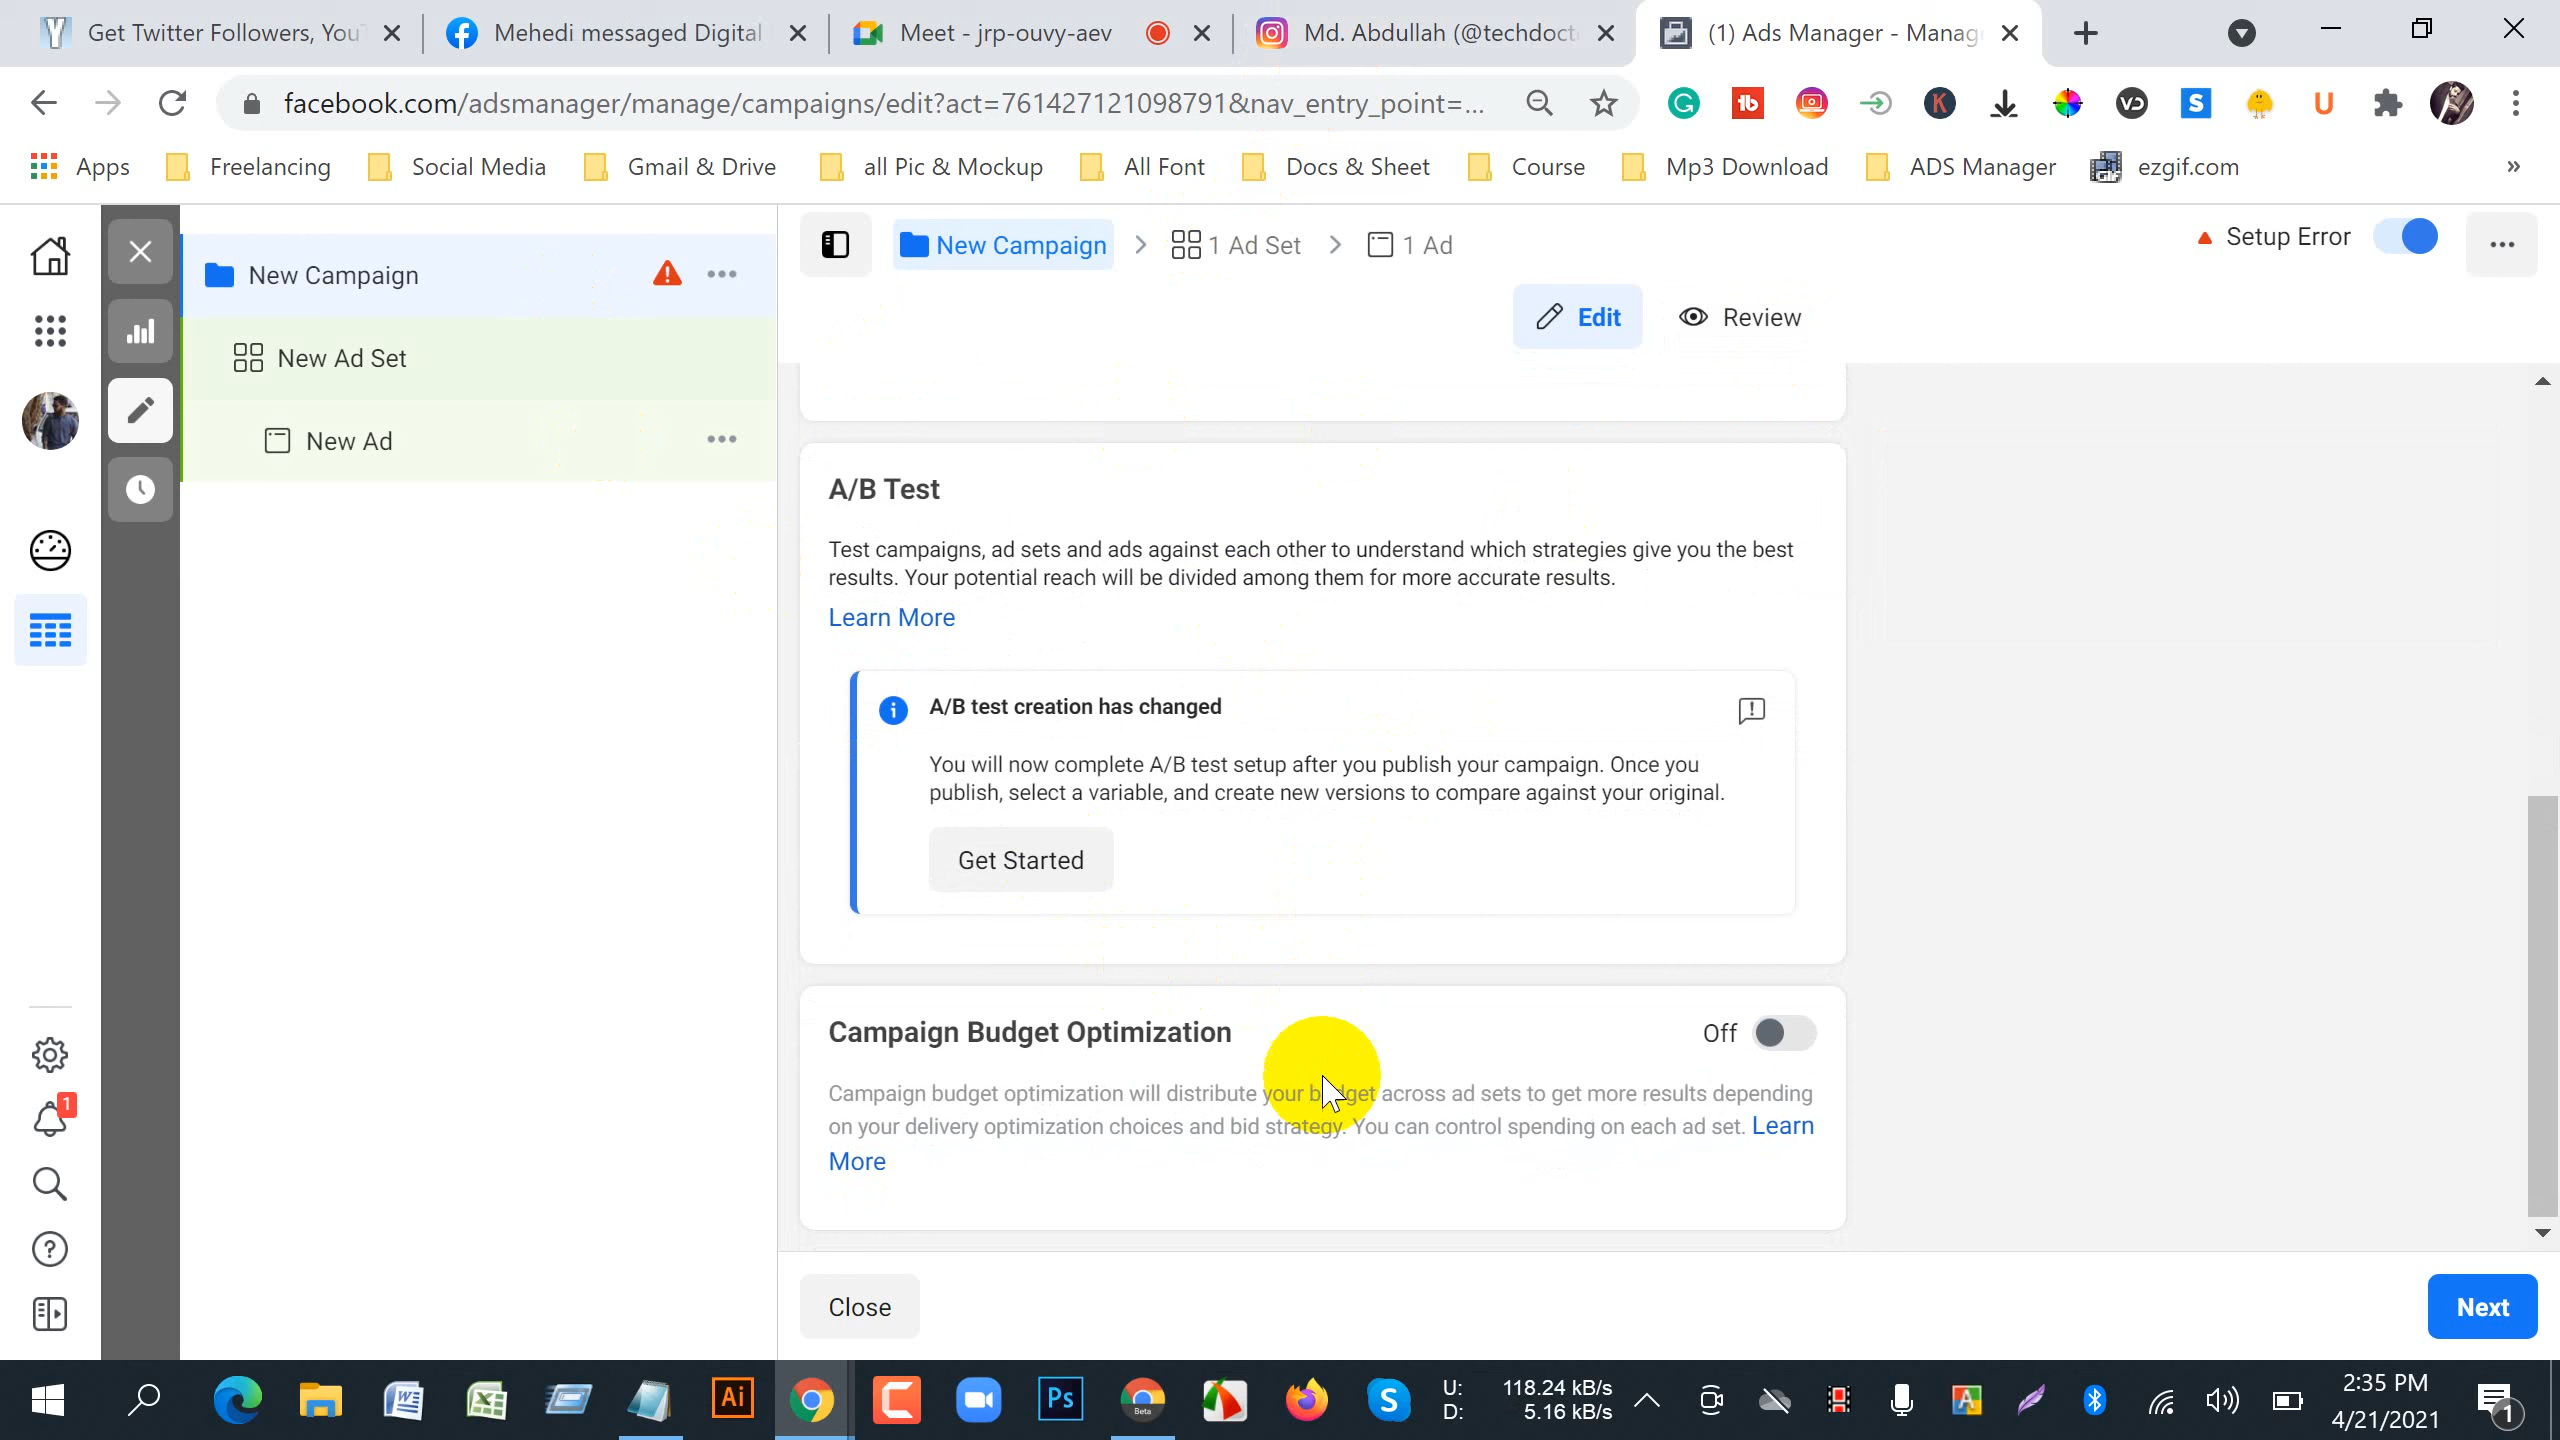 Get Twitter Followers, You
Mehedi messaged Digital
Meet - jrp-ouvy-aev
Md. Abdullah (@techdoct
(1) Ads Manager - Manag
facebook.com/adsmanager/manage/campaigns/edit?act=761427121098791&nav_entry_point=...
Apps
Freelancing
Social Media
Gmail & Drive
all Pic & Mockup
All Font
Docs & Sheet
Course
Mp3 Download
ADS Manager
ezgif.com
»
New Campaign
New Ad Set
New Ad
New Campaign
1 Ad Set
1 Ad
Setup Error
Edit
Review
A/B Test
Test campaigns, ad sets and ads against each other to understand which strategies give you the best
results. Your potential reach will be divided among them for more accurate results.
Learn More
A/B test creation has changed
You will now complete A/B test setup after you publish your campaign. Once you
publish, select a variable, and create new versions to compare against your original.
Get Started
Campaign Budget Optimization
Off
Campaign budget optimization will distribute your budget across ad sets to get more results depending
on your delivery optimization choices and bid strategy. You can control spending on each ad set. Learn
More
1
Close
Next
Ai
Ps
Beta
U: 118.24 kB/s
D: 5.16 kB/s
2:35 PM
4/21/2021
1